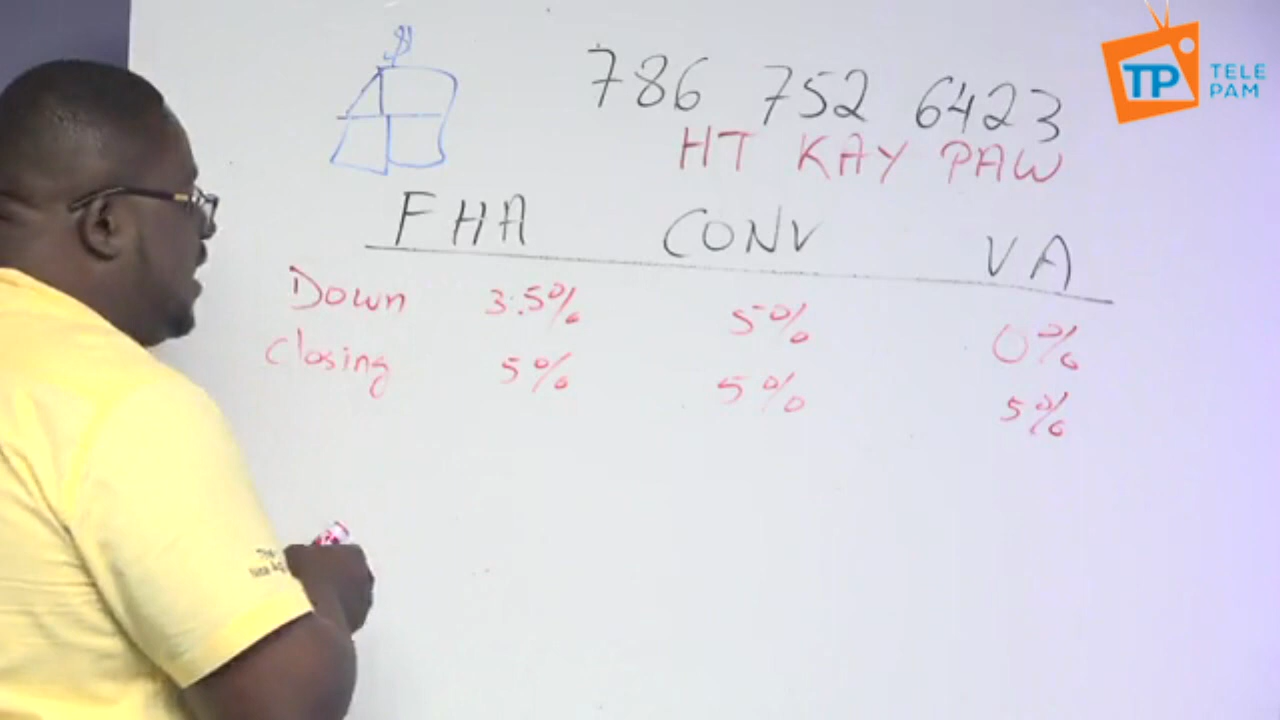 $
786 752 6423
HT KAY PAW
TP TELE PAM
FHA CONV VA
Down 3.5% 5% 0%
Closing 5% 5% 5%
The